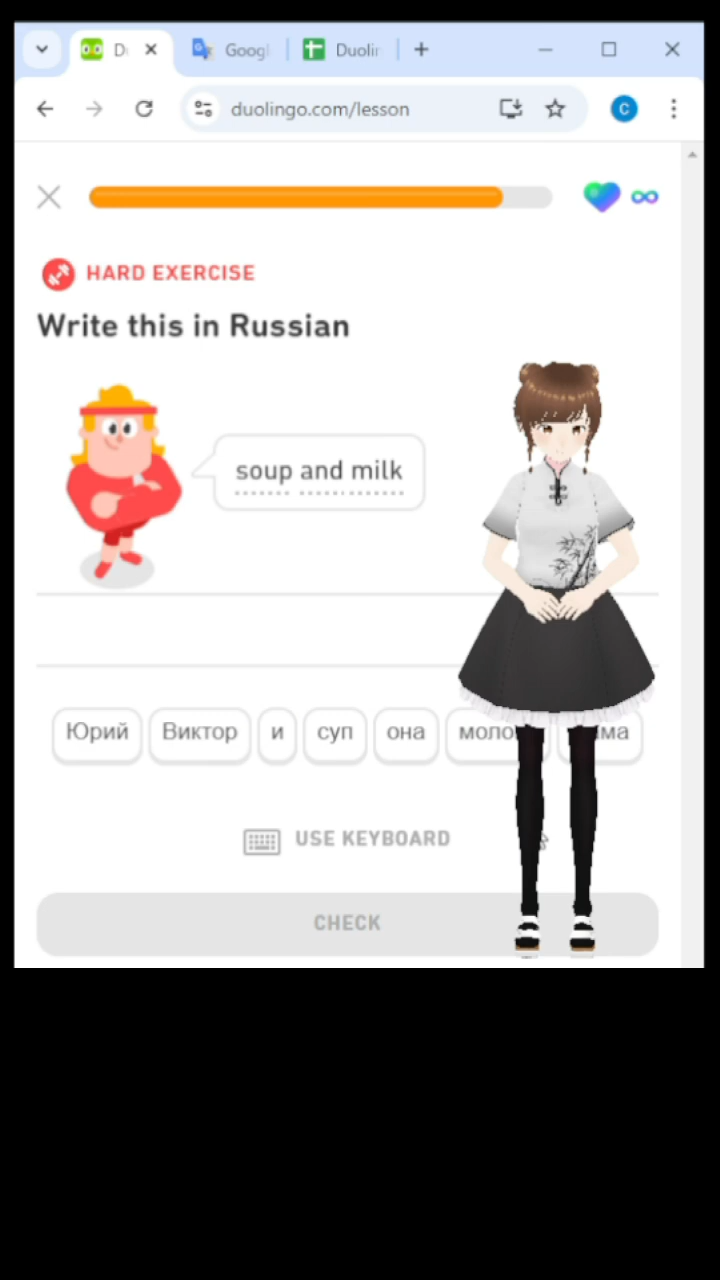 Googl
Duolin
duolingo.com/lesson
C
HARD EXERCISE
Write this in Russian
soup and milk
Юрий Виктор и суп она
USE KEYBOARD
CHECK